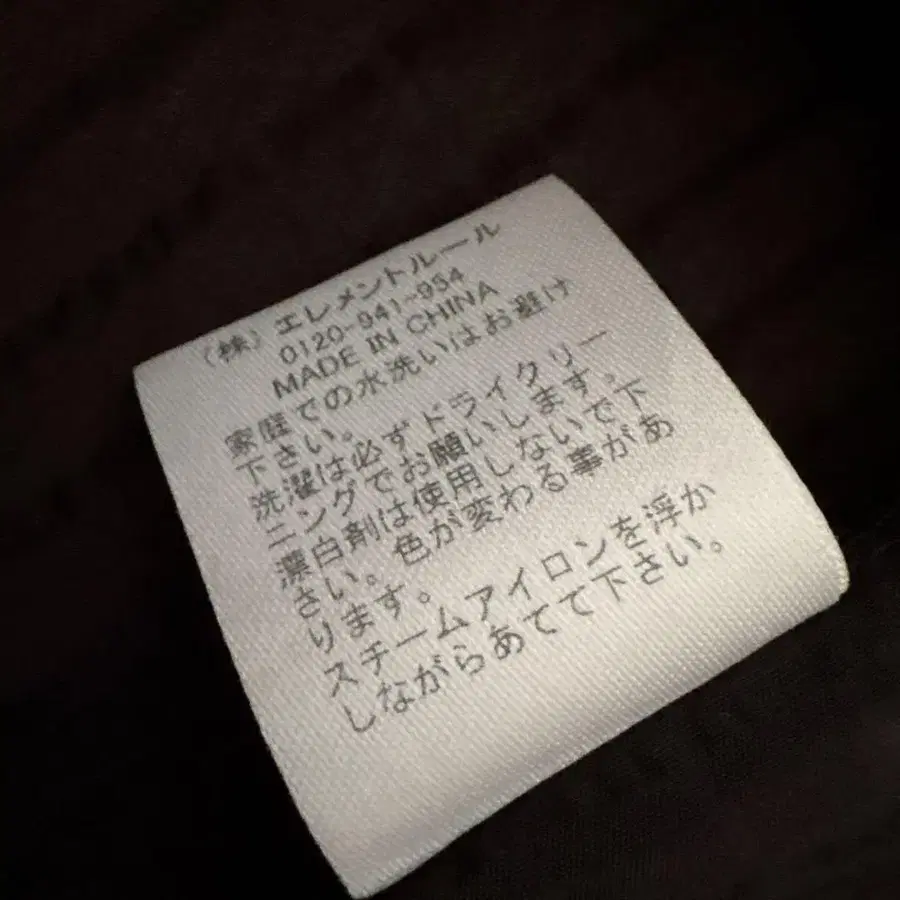 (株)エレメントルール
0120-941-954
MADE IN CHINA
家庭での水洗いはお避け
下さい。
洗濯は必ずドライクリー
ニングでお願いします。
漂白剤は使用しないで下
さい。色が変わる事があ
ります。
スチームアイロンを浮か
しながらあてて下さい。